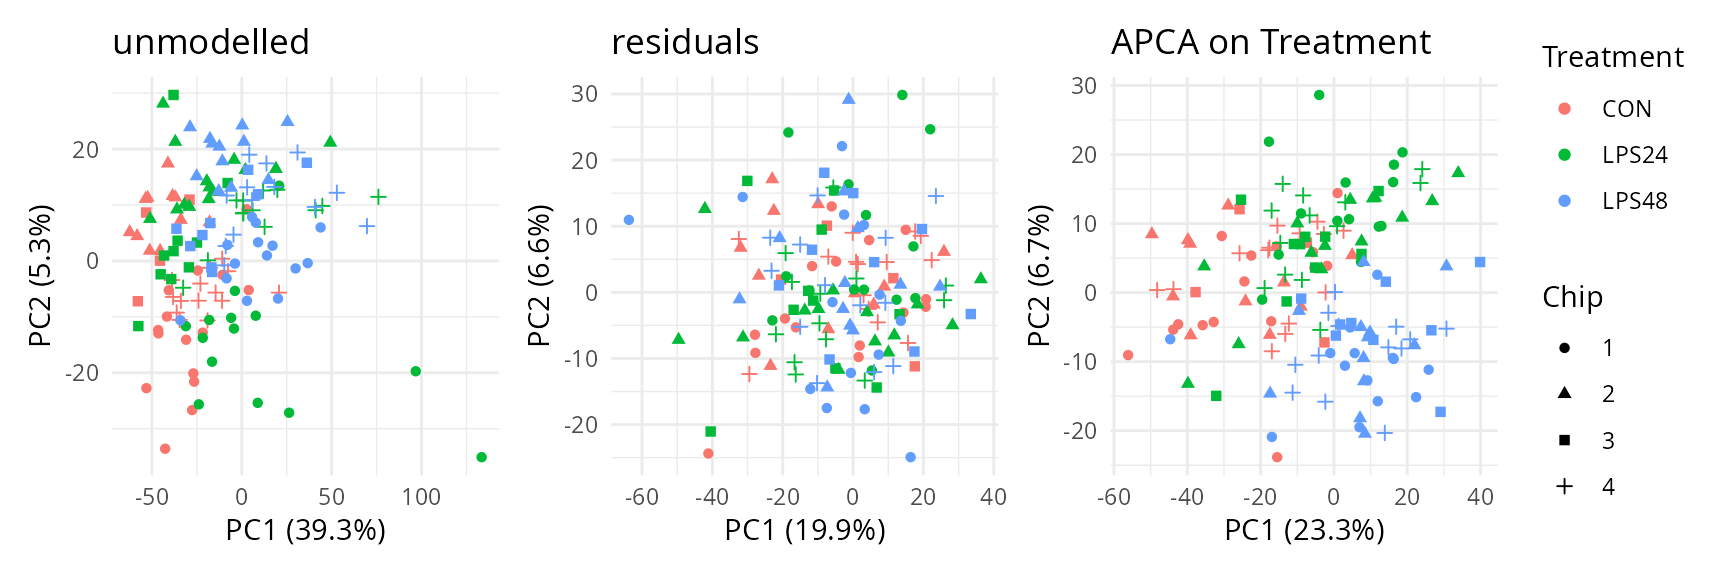 unmodelled
PC2 (5.3%)
20
0
-20
-50
0
50
100
PC1 (39.3%)
residuals
PC2 (6.6%)
30
20
10
0
-10
-20
-60
-40
-20
0
20
40
PC1 (19.9%)
APCA on Treatment
PC2 (6.7%)
30
20
10
0
-10
-20
-60
-40
-20
0
20
40
PC1 (23.3%)
Treatment
CON
LPS24
LPS48
Chip
1
2
3
4